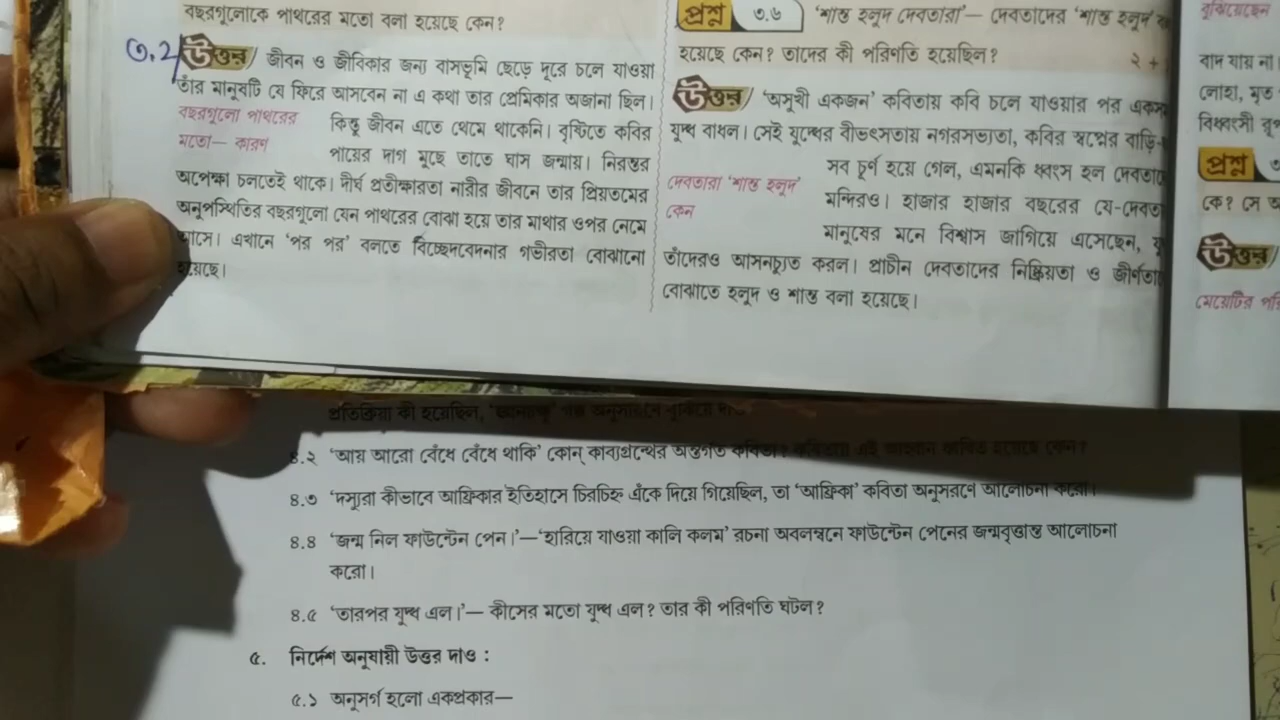 বছরগুলোকে পাথরের মতো বলা হয়েছে কেন?
৩.২
উত্তর জীবন ও জীবিকার জন্য বাসভূমি ছেড়ে দূরে চলে যাওয়া
তাঁর মানুষটি যে ফিরে আসবেন না এ কথা তার প্রেমিকার অজানা ছিল।
বছরগুলো পাথরের
মতো— কারণ
কিন্তু জীবন এতে থেমে থাকেনি। বৃষ্টিতে কবির
পায়ের দাগ মুছে তাতে ঘাস জন্মায়। নিরন্তর
অপেক্ষা চলতেই থাকে। দীর্ঘ প্রতীক্ষারতা নারীর জীবনে তার প্রিয়তমের
অনুপস্থিতির বছরগুলো যেন পাথরের বোঝা হয়ে তার মাথার ওপর নেমে
আসে। এখানে ‘পর পর’ বলতে বিচ্ছেদবেদনার গভীরতা বোঝানো
হয়েছে।
প্রশ্ন ৩.৬ ‘শান্ত হলুদ দেবতারা’— দেবতাদের ‘শান্ত হলুদ’
হয়েছে কেন? তাদের কী পরিণতি হয়েছিল? ২ +
উত্তর ‘অসুখী একজন’ কবিতায় কবি চলে যাওয়ার পর
যুদ্ধ বাধল। সেই যুদ্ধের বীভৎসতায় নগরসভ্যতা, কবির স্বপ্নের বাড়ি-
সব চূর্ণ হয়ে গেল, এমনকি ধ্বংস হল
দেবতারা ‘শান্ত হলুদ’
কেন
মন্দিরও। হাজার হাজার বছরের যে-দেবতা
মানুষের মনে বিশ্বাস জাগিয়ে এসেছেন,
তাঁদেরও আসনচ্যুত করল। প্রাচীন দেবতাদের নিষ্ক্রিয়তা ও
বোঝাতে হলুদ ও শান্ত বলা হয়েছে।
বুঝিয়েছেন
বাদ যায় না
লোহা, মৃত
বিধ্বংসী
প্রশ্ন
কে? সে
উত্তর
মেয়েটির
প্রতিক্রিয়া কী হয়েছিল,
৪.২ ‘আয় আরো বেঁধে বেঁধে থাকি’ কোন্ কাব্যগ্রন্থের অন্তর্গত কবিতা?
৪.৩ ‘দস্যুরা কীভাবে আফ্রিকার ইতিহাসে চিরচিহ্ন এঁকে দিয়ে গিয়েছিল, তা ‘আফ্রিকা’ কবিতা অনুসরণে আলোচনা করো।
৪.৪ ‘জন্ম নিল ফাউন্টেন পেন।’—‘হারিয়ে যাওয়া কালি কলম’ রচনা অবলম্বনে ফাউন্টেন পেনের জন্মবৃত্তান্ত আলোচনা
করো।
৪.৫ ‘তারপর যুদ্ধ এল।’— কীসের মতো যুদ্ধ এল? তার কী পরিণতি ঘটল?
৫. নির্দেশ অনুযায়ী উত্তর দাও :
৫.১ অনুসর্গ হলো একপ্রকার—